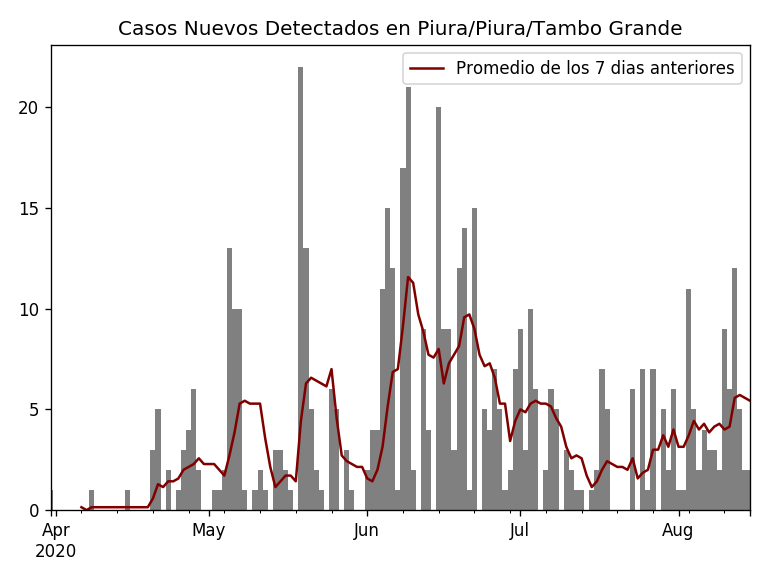 Casos Nuevos Detectados en Piura/Piura/Tambo Grande
Promedio de los 7 dias anteriores
20
15
10
5
0
Apr May Jun Jul Aug
2020